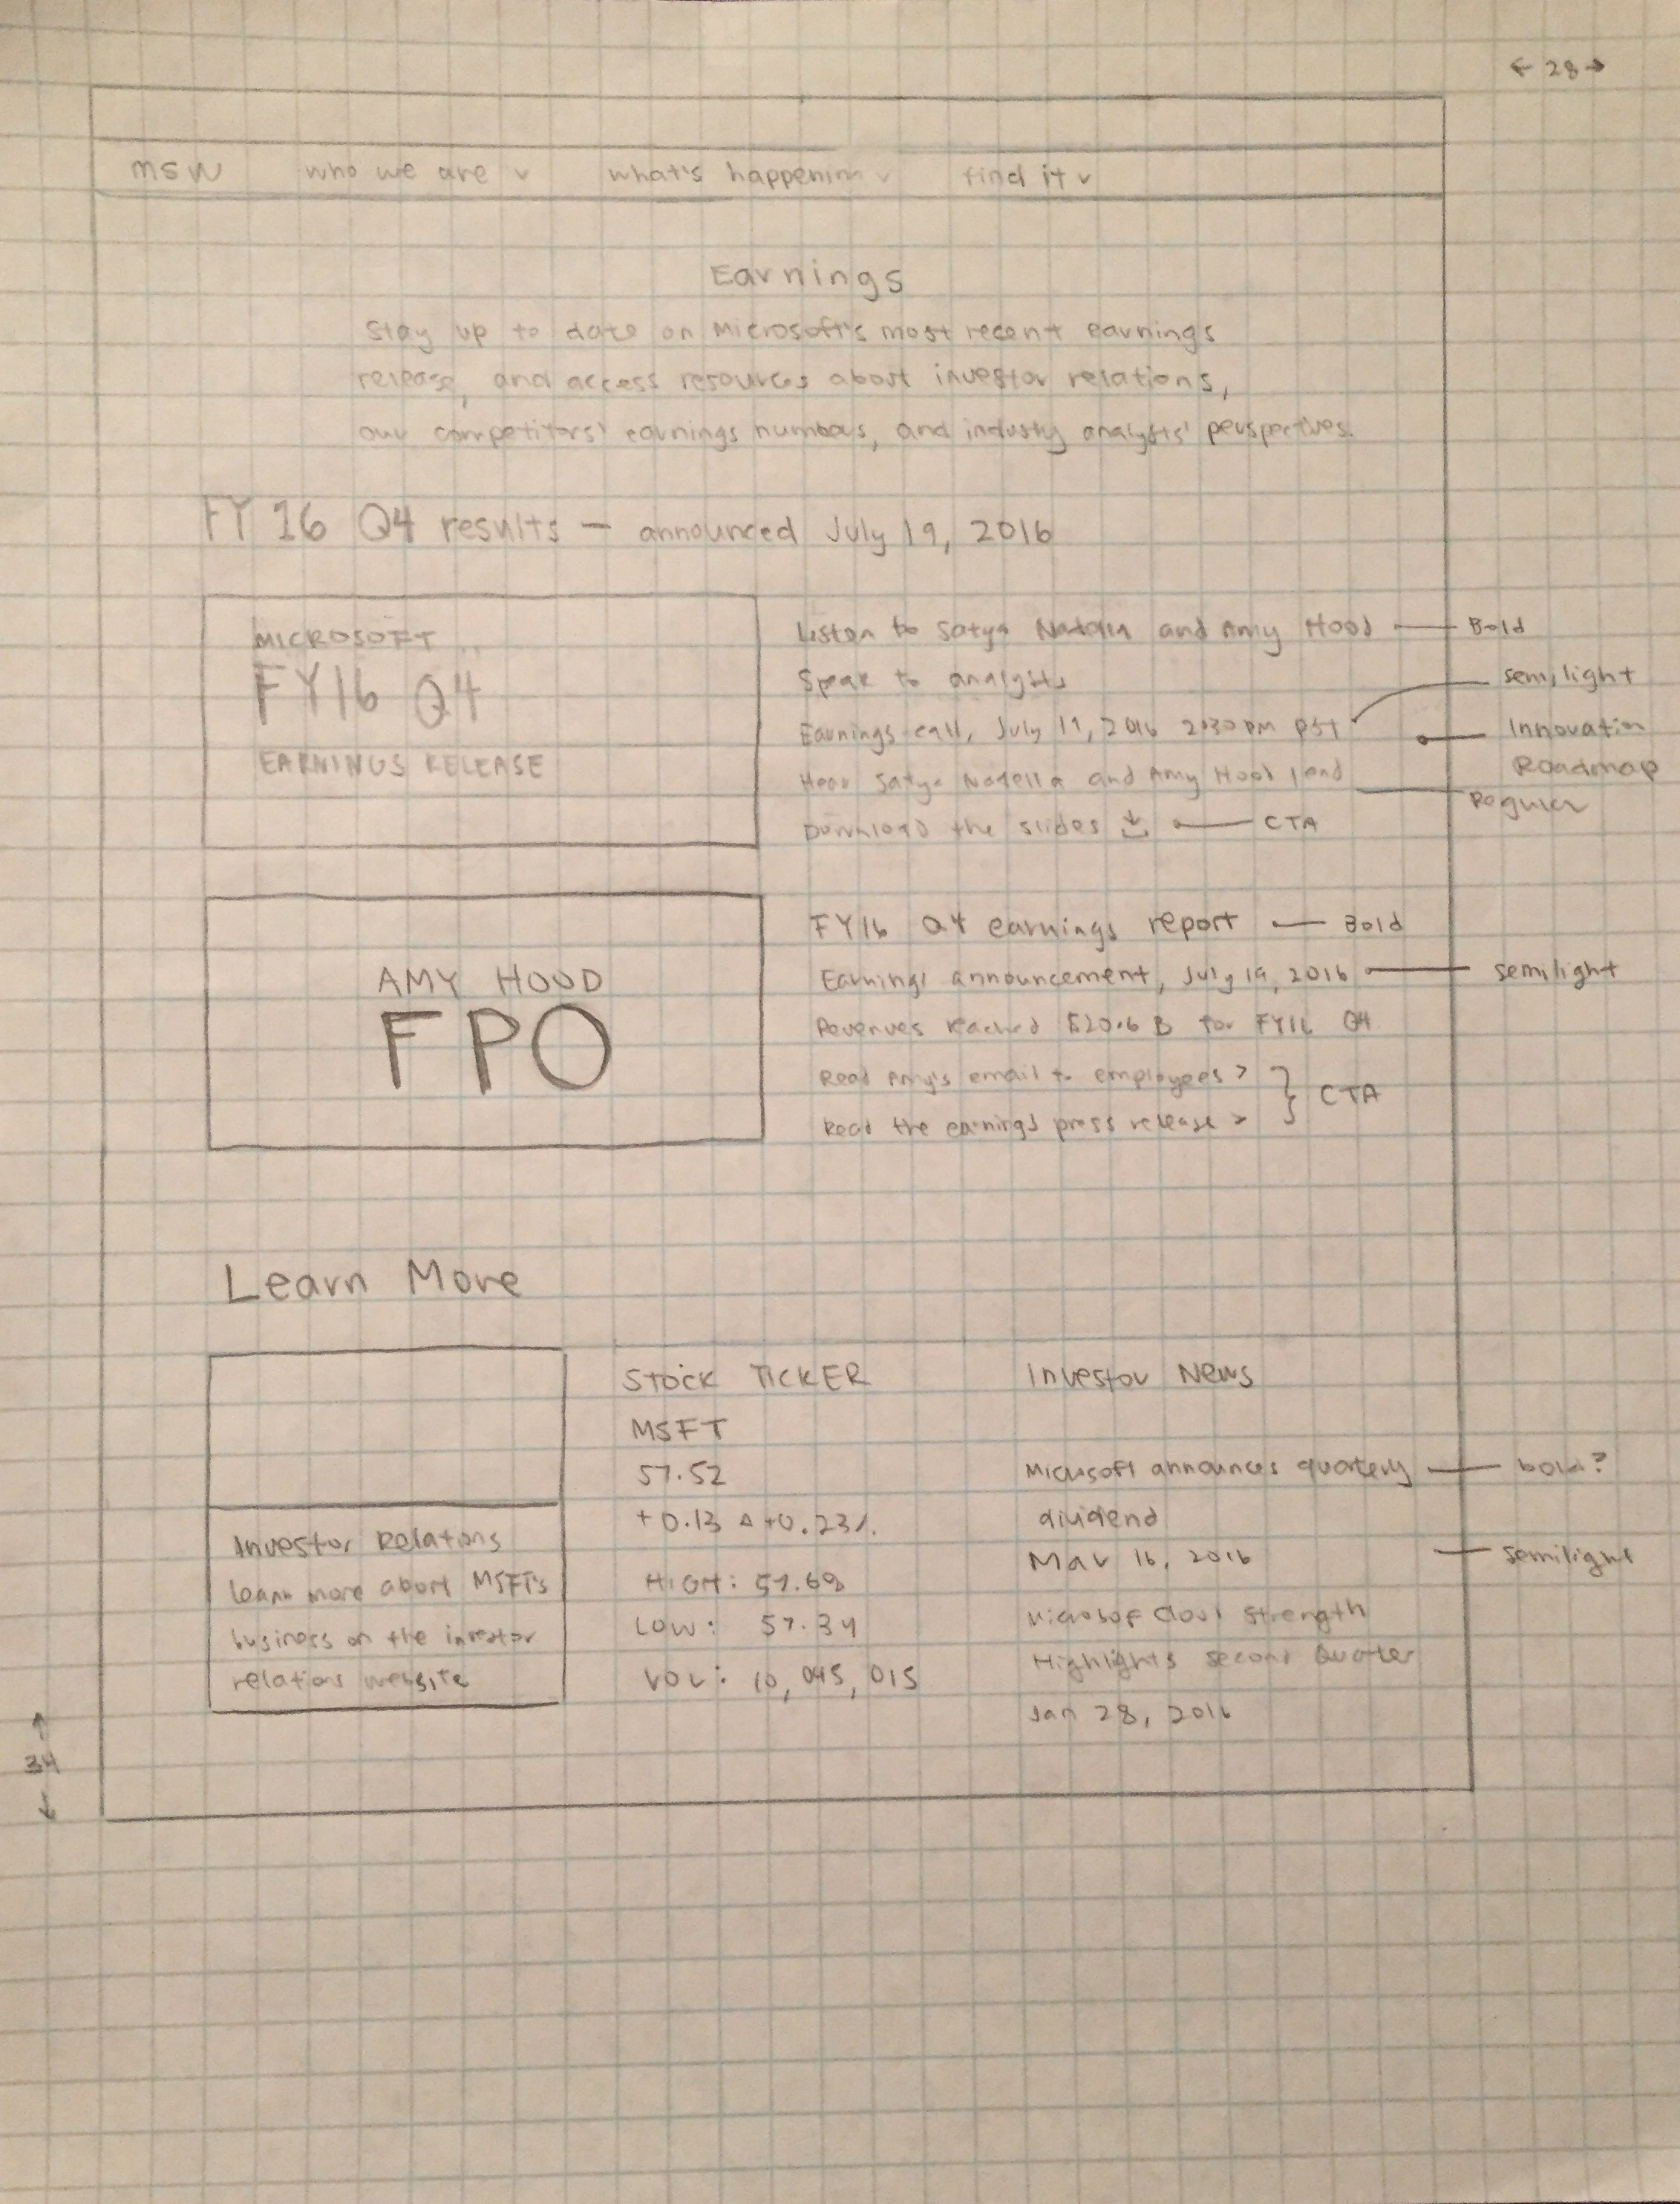 ← 28 →
msw who we are ∨ what's happening ∨ find it ∨
Earnings
Stay up to date on Microsoft's most recent earnings
release, and access resources about investor relations,
our competitors' earnings numbers, and industry analysts' perspectives.
FY 16 Q4 results — announced July 19, 2016
MICROSOFT
FY16 Q4
EARNINGS RELEASE
Listen to Satya Nadella and Amy Hood — Bold
Speak to analysts
semilight
Earnings call, July 19, 2016 2:30 pm PST
Innovation
Roadmap
Hear Satya Nadella and Amy Hood
Regular
Download the slides — CTA
AMY HOOD
FPO
FY16 Q4 earnings report — Bold
Earnings announcement, July 19, 2016 — semilight
Revenues reached $20.6 B for FY16 Q4
Read Amy's email to employees >
Read the earnings press release >
} CTA
Learn More
Investor Relations
learn more about MSFT's
business on the investor
relations website
STOCK TICKER
MSFT
57.52
+0.13 △ +0.23%
HIGH: 57.69
LOW: 57.34
VOL: 10,045,015
Investor News
Microsoft announces quarterly — bold?
dividend
Mar 16, 2016 — semilight
Microsof Cloud Strength
Highlights Second Quarter
Jan 28, 2016
↑
34
↓